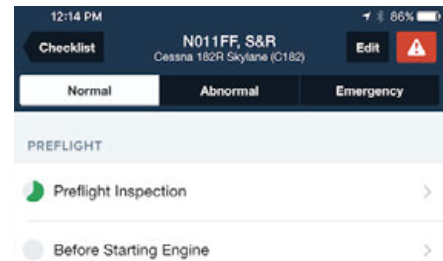 12:14 PM
86%
Checklist
N011FF, S&R
Edit
Cessna 182R Skylane (C182)
Normal
Abnormal
Emergency
PREFLIGHT
Preflight Inspection
Before Starting Engine